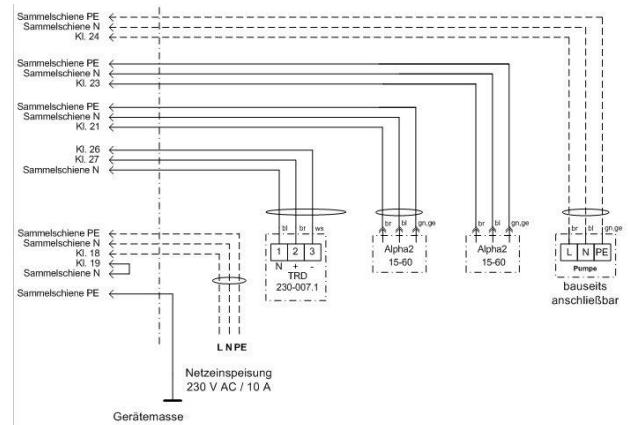 Sammelschiene PE
Sammelschiene N
Kl. 24
Sammelschiene PE
Sammelschiene N
Kl. 23
Sammelschiene PE
Sammelschiene N
Kl. 21
Kl. 26
Kl. 27
Sammelschiene N
bl br ws
br bl gn,ge
br bl gn,ge
br bl gn,ge
Sammelschiene PE
Sammelschiene N
Kl. 18
Kl. 19
Sammelschiene N
Sammelschiene PE
1 2 3
N + -
TRD
230-007.1
Alpha2
15-60
Alpha2
15-60
L N PE
Pumpe
bauseits
anschließbar
L N PE
Netzeinspeisung
230 V AC / 10 A
Gerätemasse